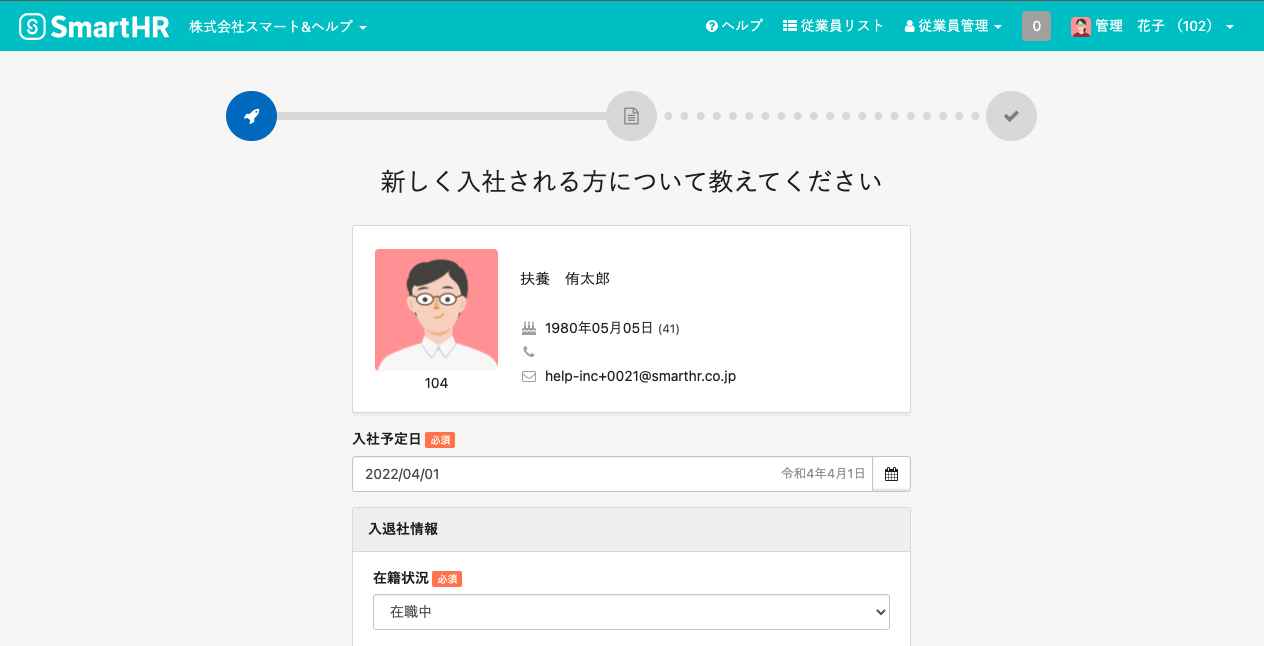 SmartHR 株式会社スマート&ヘルプ ヘルプ 従業員リスト 従業員管理 0 管理 花子 (102)
新しく入社される方について教えてください
扶養 侑太郎
1980年05月05日 (41)
help-inc+0021@smarthr.co.jp
104
入社予定日 必須
2022/04/01 令和4年4月1日
入退社情報
在籍状況 必須
在職中